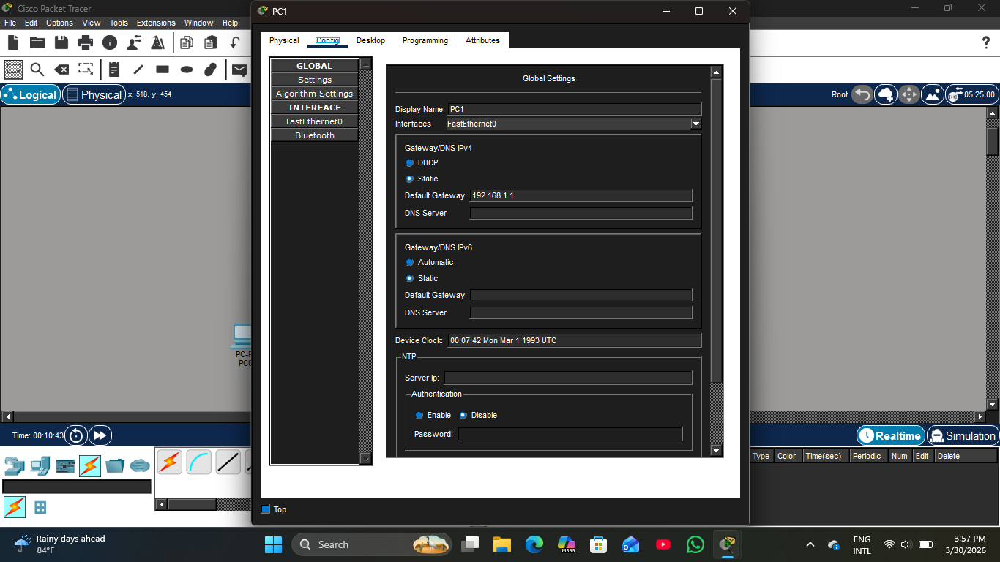 Cisco Packet Tracer
File Edit Options View Tools Extensions Window Help
Logical Physical x: 518, y: 454
PC1
Physical Config Desktop Programming Attributes
GLOBAL
Settings
Algorithm Settings
INTERFACE
FastEthernet0
Bluetooth
Global Settings
Display Name PC1
Interfaces FastEthernet0
Gateway/DNS IPv4
DHCP
Static
Default Gateway 192.168.1.1
DNS Server
Gateway/DNS IPv6
Automatic
Static
Default Gateway
DNS Server
Device Clock: 00:07:42 Mon Mar 1 1993 UTC
NTP
Server Ip:
Authentication
Enable Disable
Password:
Top
Root 05:25:00
PC-P
PC0
Time: 00:10:43
Realtime Simulation
Type Color Time(sec) Periodic Num Edit Delete
Rainy days ahead
84°F
Search
M365
ENG
INTL
3:57 PM
3/30/2026